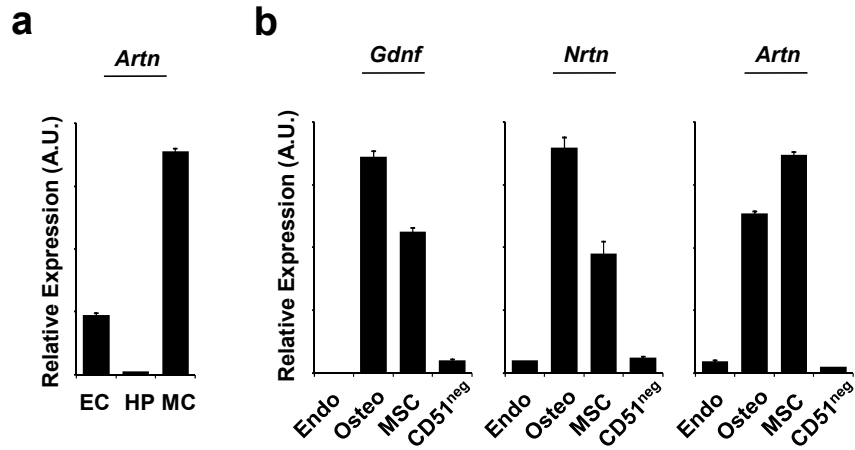 a
Artn
Relative Expression (A.U.)
EC HP MC
b
Gdnf Nrtn Artn
Relative Expression (A.U.)
Endo Osteo MSC CD51neg
Endo Osteo MSC CD51neg
Endo Osteo MSC CD51neg